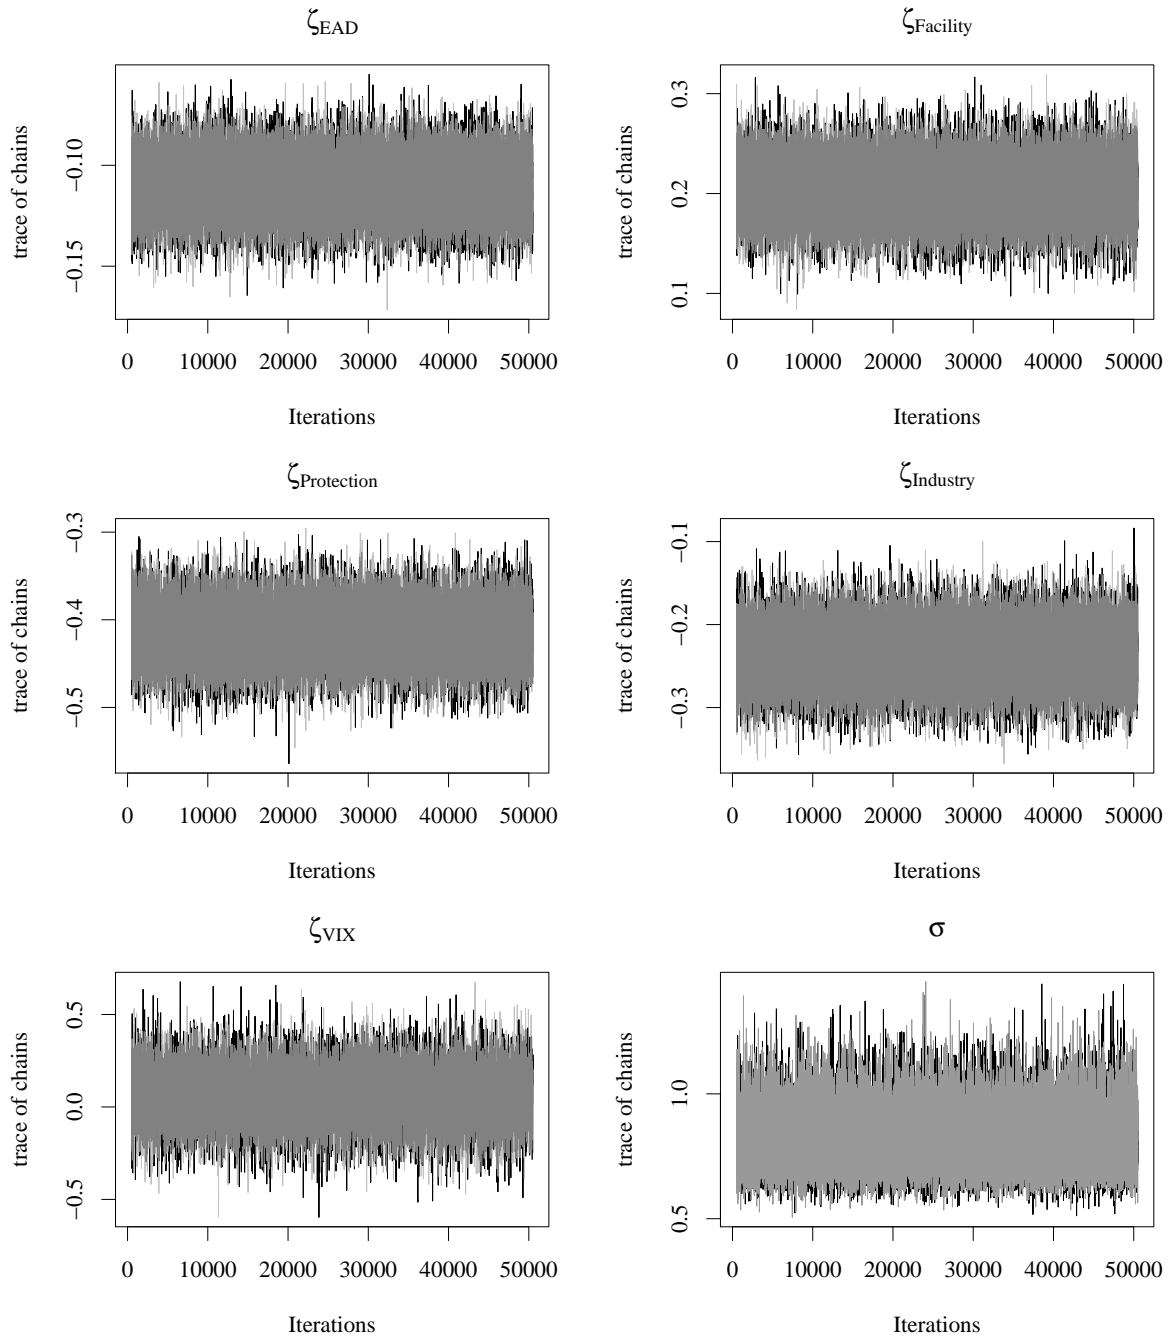 ζEAD
trace of chains
−0.10
−0.15
0 10000 20000 30000 40000 50000
Iterations
ζFacility
trace of chains
0.3
0.2
0.1
0 10000 20000 30000 40000 50000
Iterations
ζProtection
trace of chains
−0.3
−0.4
−0.5
0 10000 20000 30000 40000 50000
Iterations
ζIndustry
trace of chains
−0.1
−0.2
−0.3
0 10000 20000 30000 40000 50000
Iterations
ζVIX
trace of chains
0.5
0.0
−0.5
0 10000 20000 30000 40000 50000
Iterations
σ
trace of chains
1.0
0.5
0 10000 20000 30000 40000 50000
Iterations